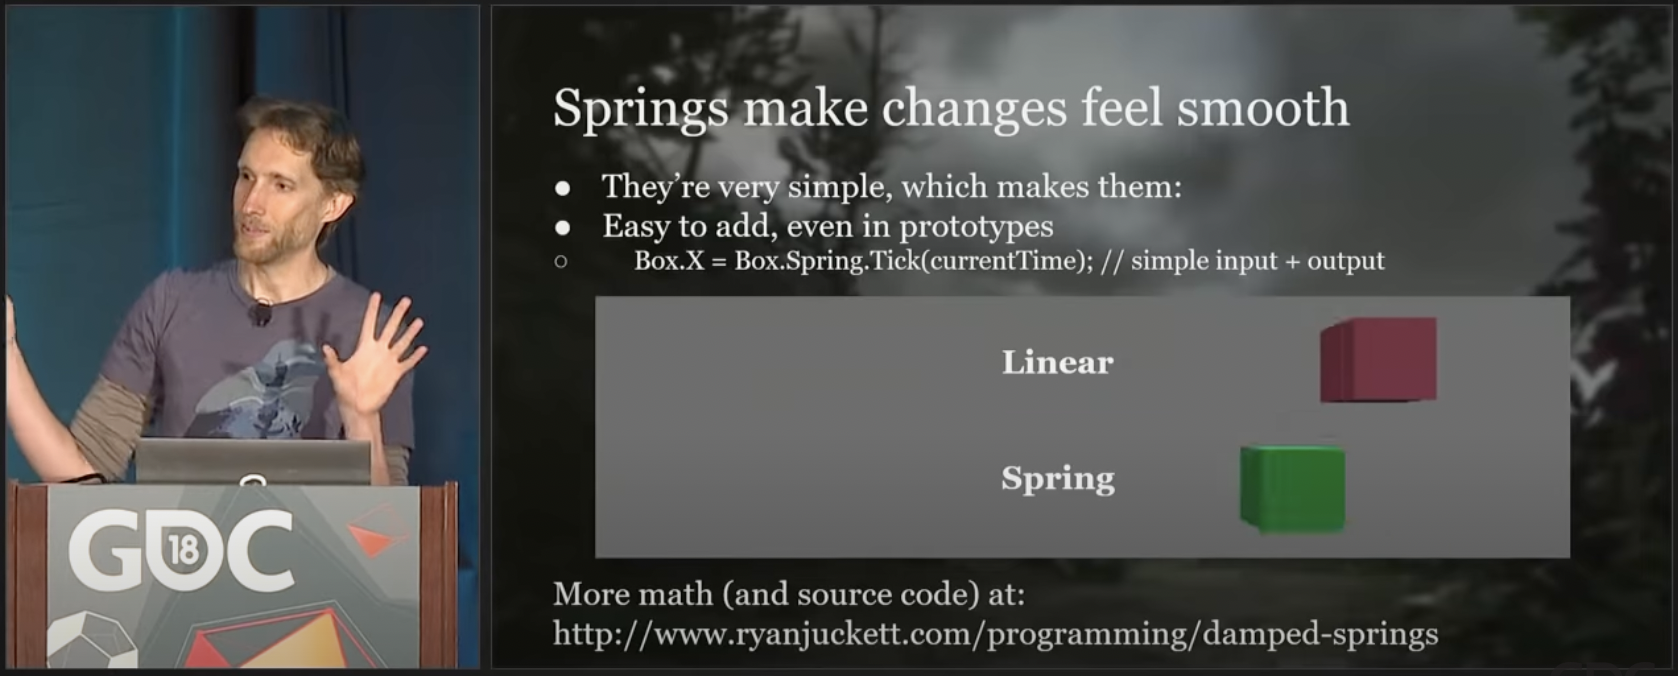 Springs make changes feel smooth
● They're very simple, which makes them:
● Easy to add, even in prototypes
○ Box.X = Box.Spring.Tick(currentTime); // simple input + output
Linear
Spring
More math (and source code) at:
http://www.ryanjuckett.com/programming/damped-springs
GDC
18